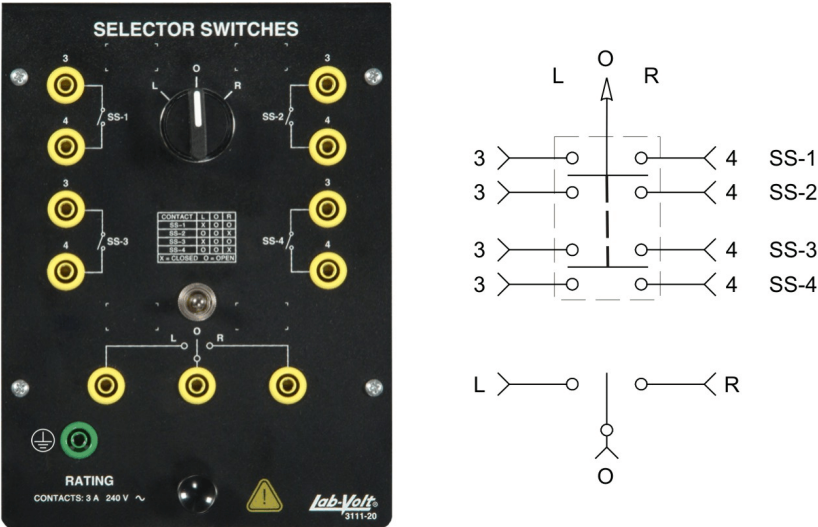 SELECTOR SWITCHES
3 O 3
L R
SS-1 SS-2
4 4
3 3
CONTACT L O R
SS-1 X O O
SS-2 O O X
SS-3 X O O
SS-4 O O X
X = CLOSED O = OPEN
SS-3 SS-4
4 4
L O R
RATING
CONTACTS: 3 A 240 V ~
Lab-Volt®
3111-20
O
L R
3 4 SS-1
3 4 SS-2
3 4 SS-3
3 4 SS-4
L R
O